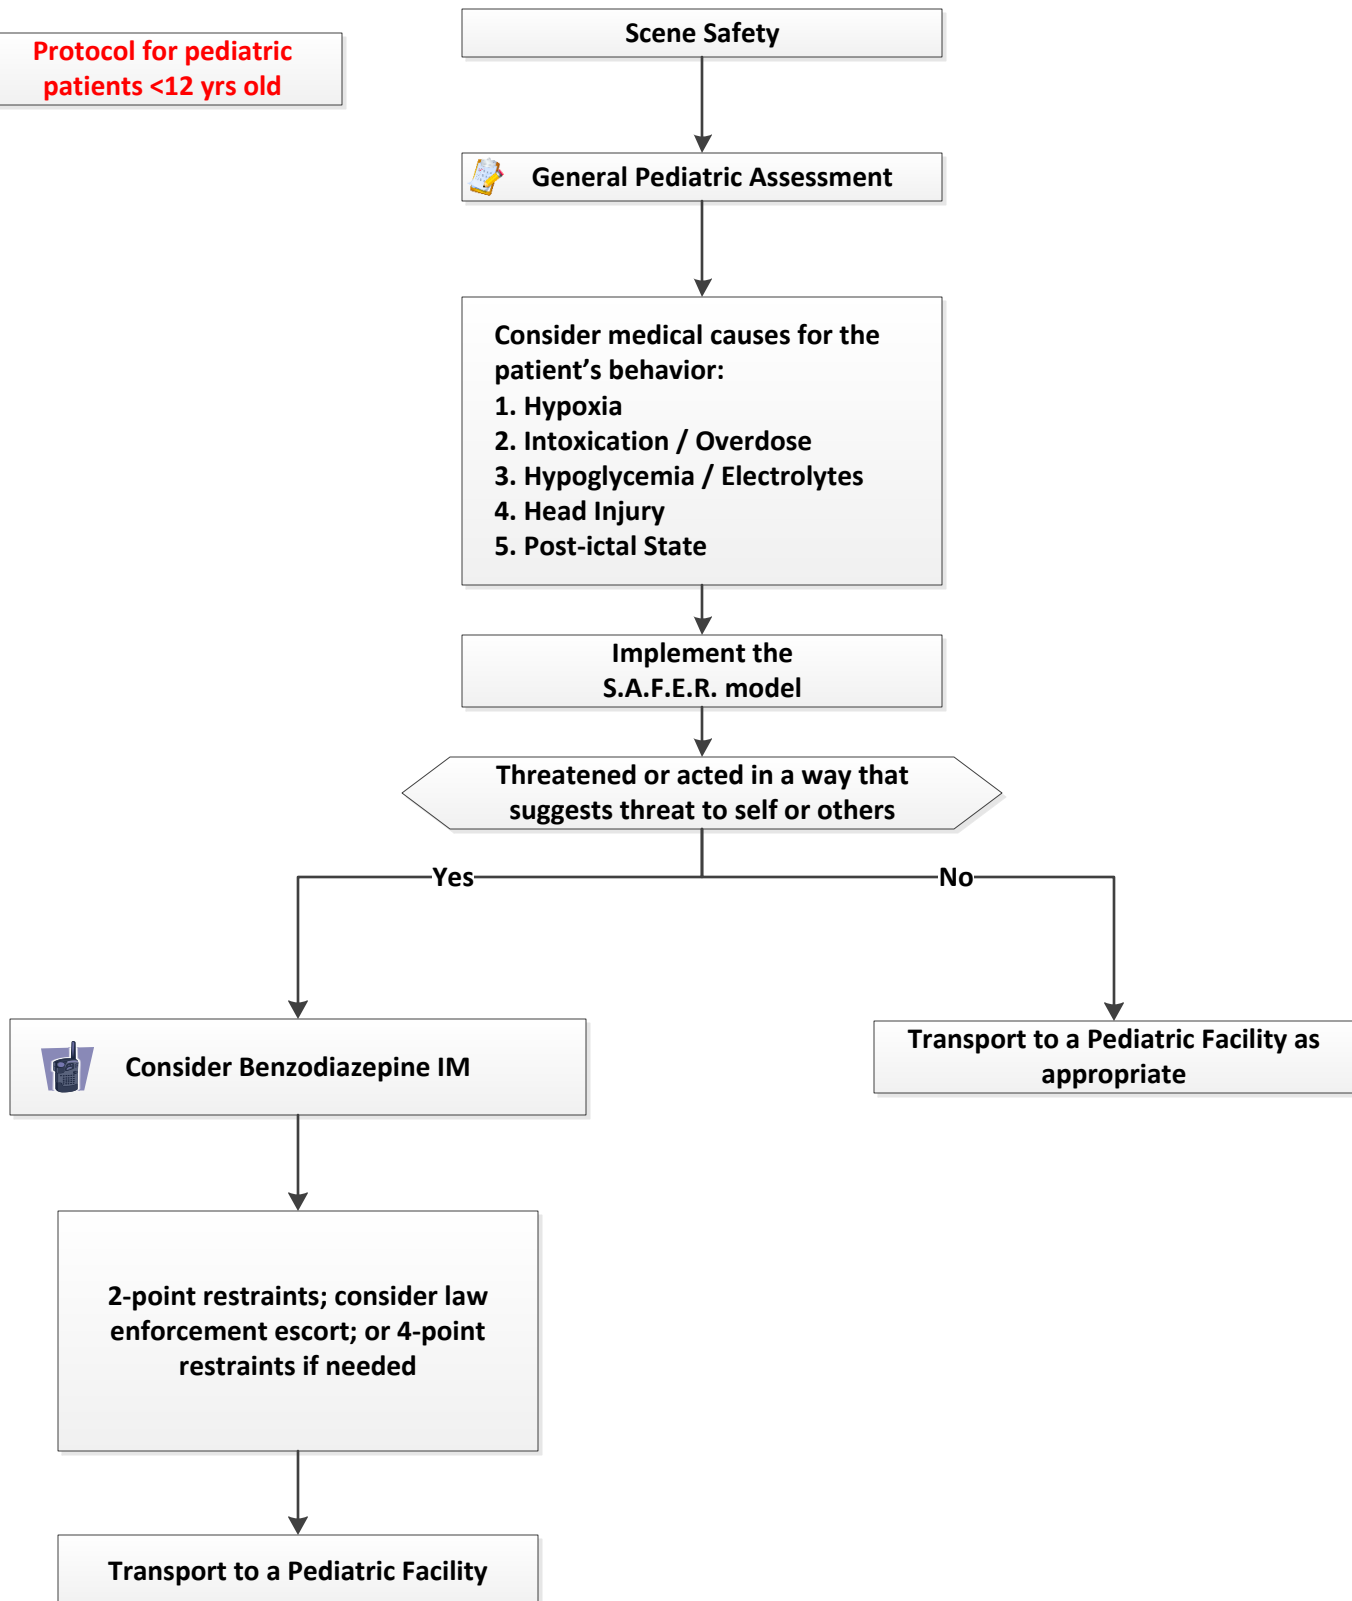 Protocol for pediatric
patients <12 yrs old
Scene Safety
General Pediatric Assessment
Consider medical causes for the
patient’s behavior:
1. Hypoxia
2. Intoxication / Overdose
3. Hypoglycemia / Electrolytes
4. Head Injury
5. Post-ictal State
Implement the
S.A.F.E.R. model
Threatened or acted in a way that
suggests threat to self or others
Yes
No
Consider Benzodiazepine IM
Transport to a Pediatric Facility as
appropriate
2-point restraints; consider law
enforcement escort; or 4-point
restraints if needed
Transport to a Pediatric Facility